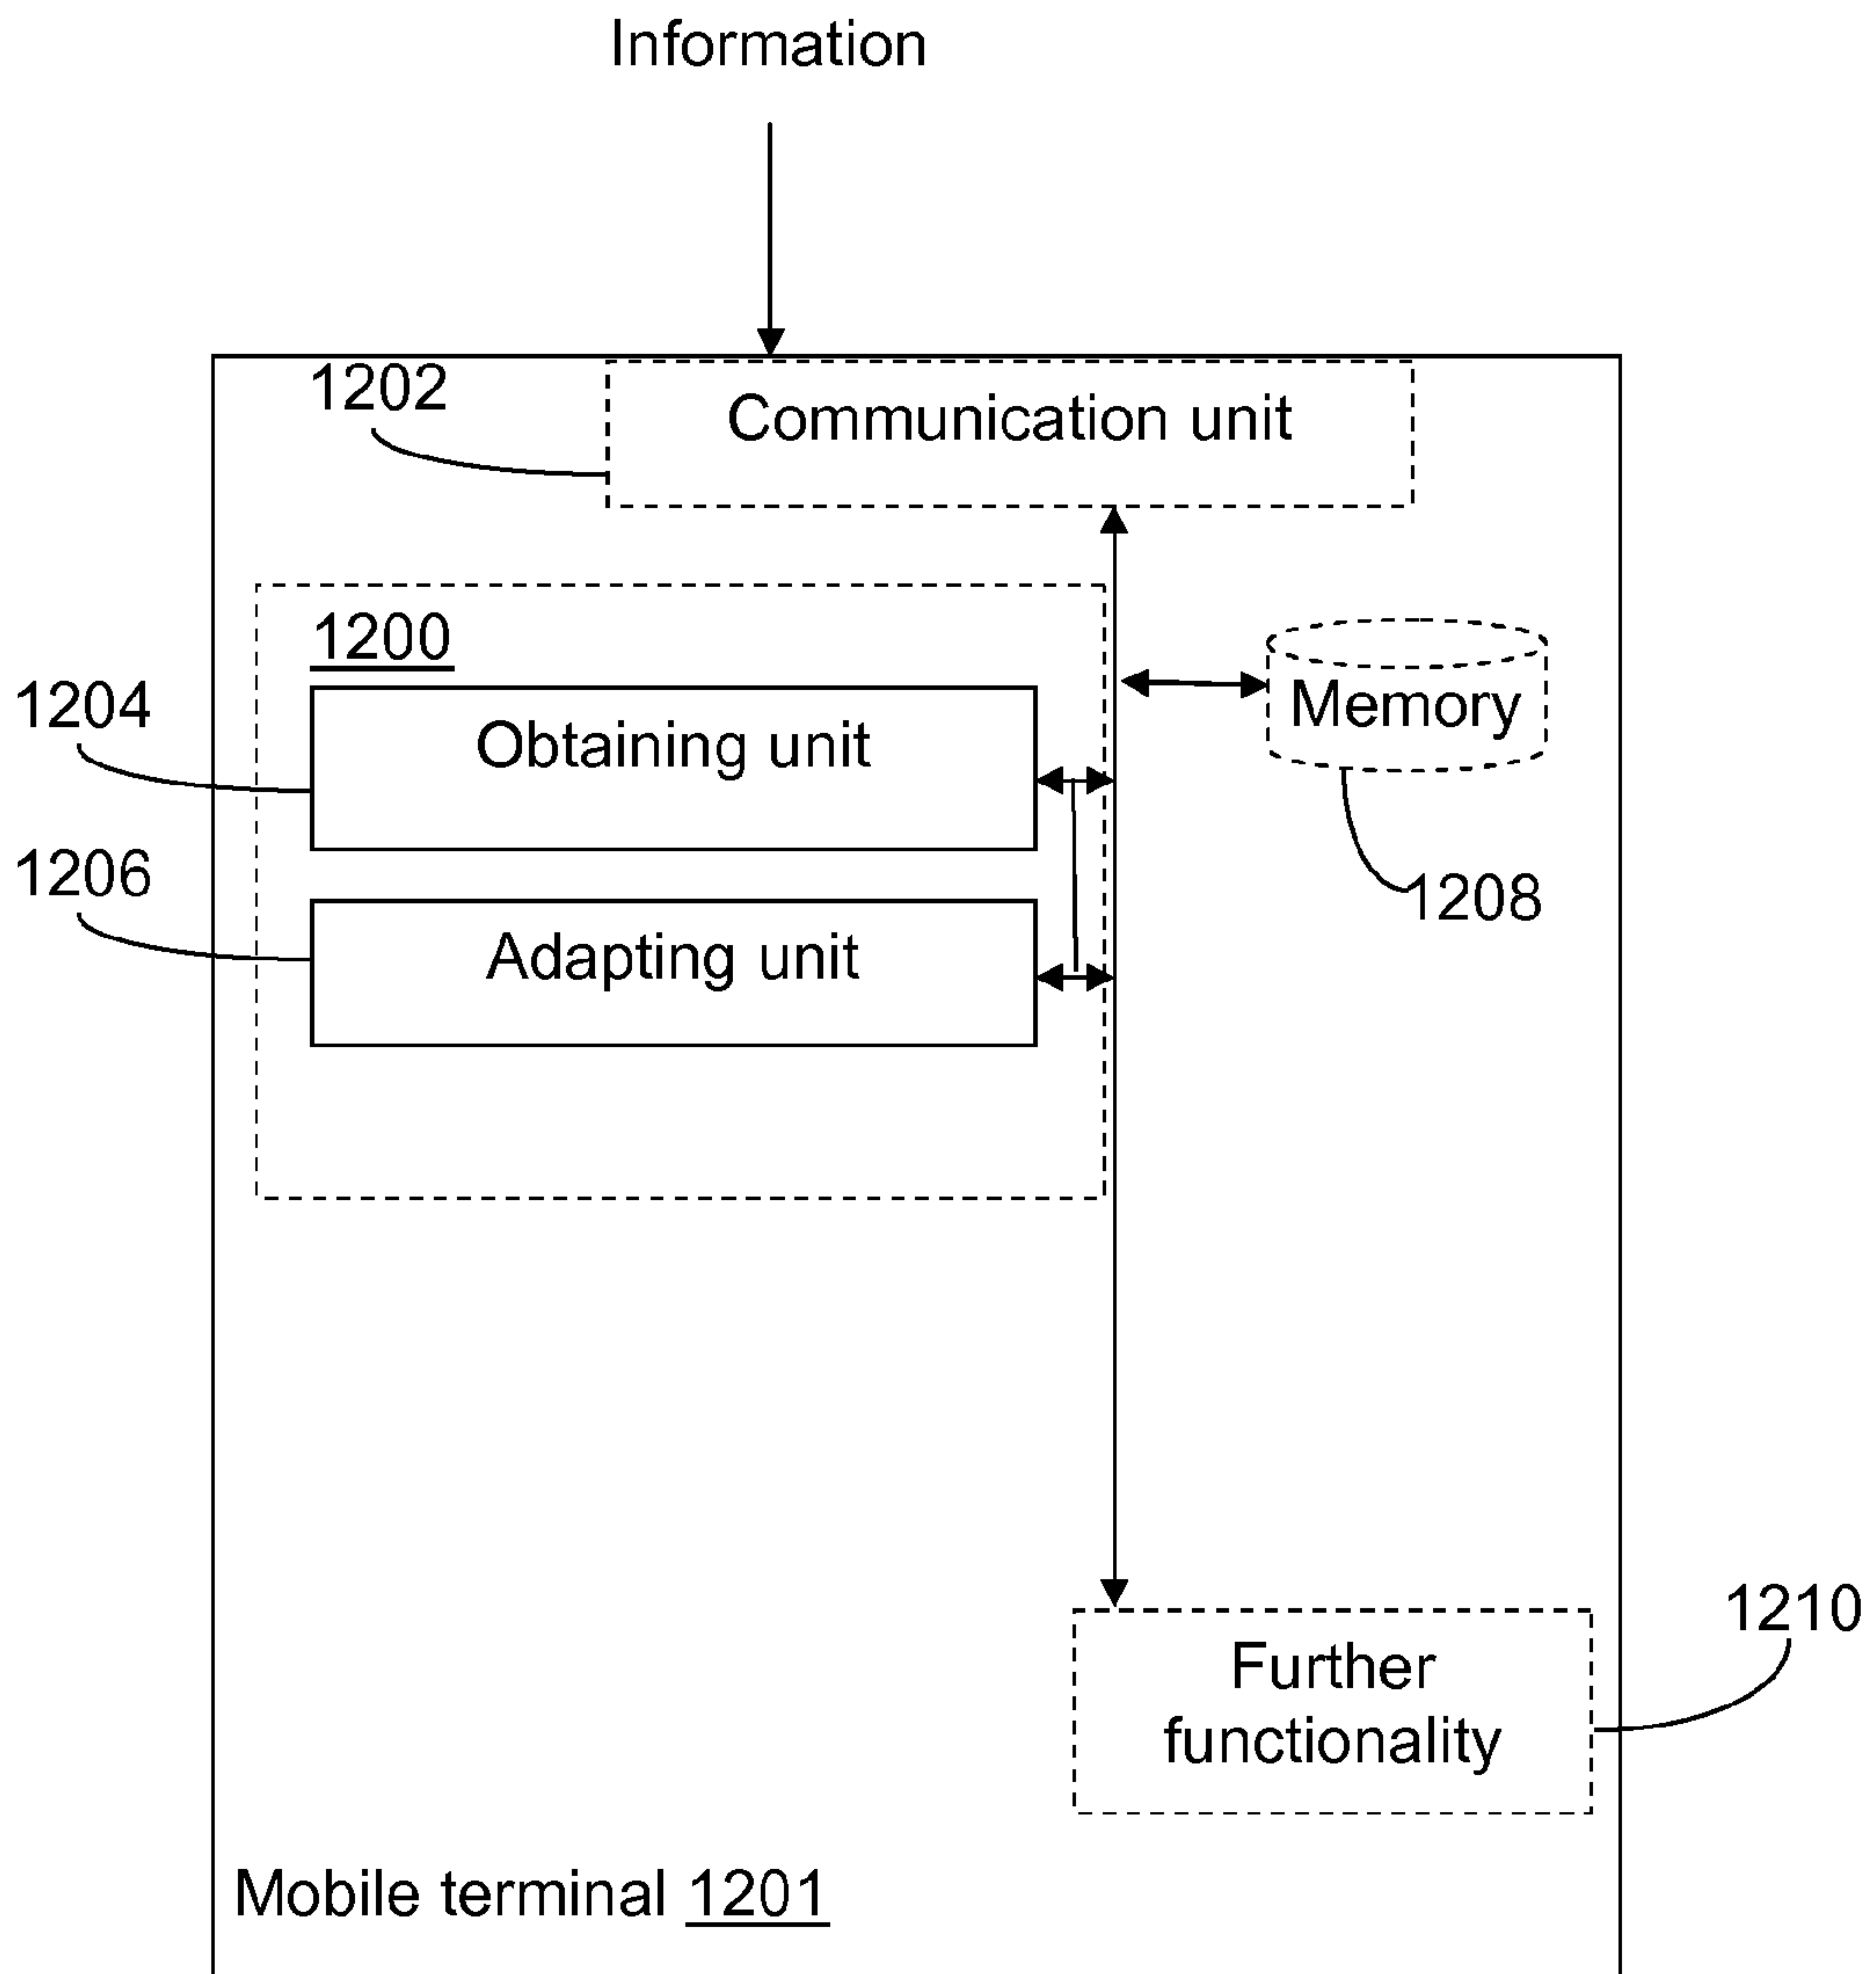 Information
1202
Communication unit
1200
1204
Obtaining unit
Memory
1206
1208
Adapting unit
1210
Further
functionality
Mobile terminal 1201